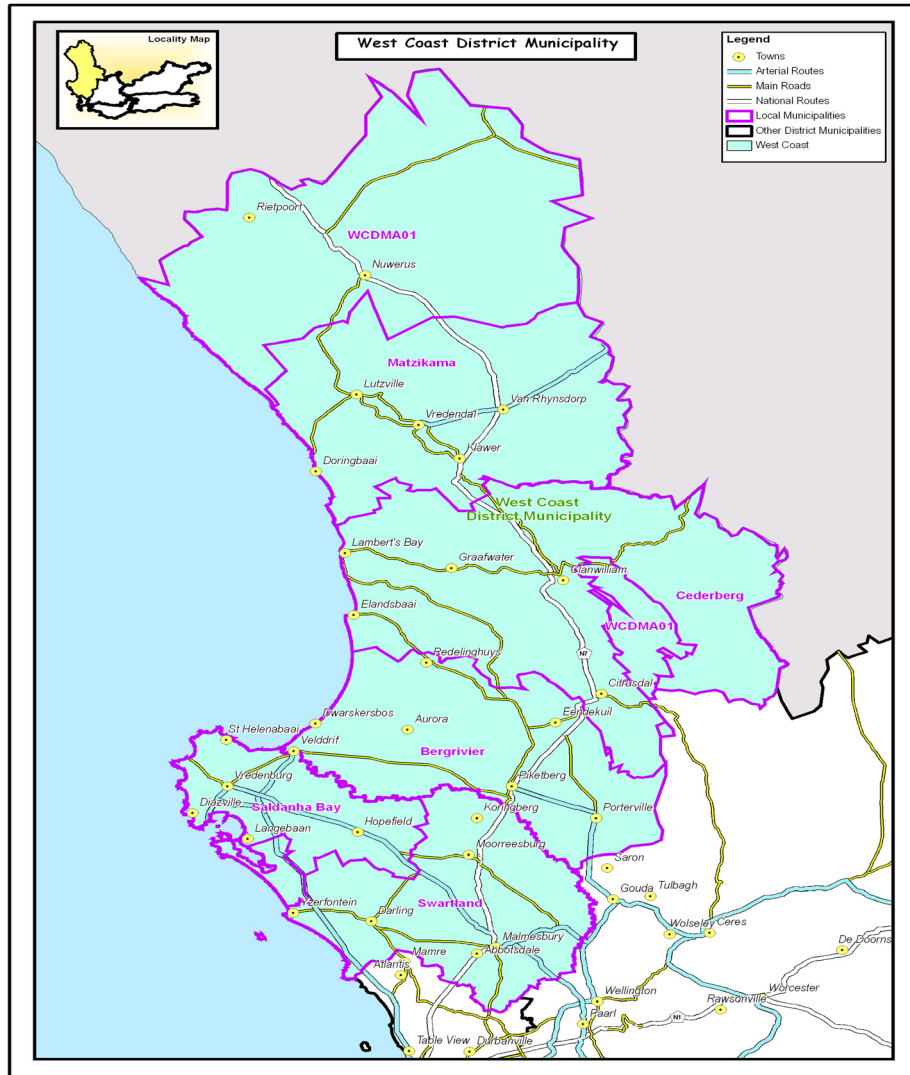 Locality Map
West Coast District Municipality
Legend
Towns
Arterial Routes
Main Roads
National Routes
Local Municipalities
Other District Municipalities
West Coast
Rietpoort
WCDMA01
Nuwerus
Matzikama
Lutzville
Van Rhynsdorp
Vredendal
Klawer
Doringbaai
West Coast
District Municipality
Lambert's Bay
Graafwater
Clanwilliam
Cederberg
Elandsbaai
WCDMA01
N7
Redelinghuys
Citrusdal
Dwarskersbos
Aurora
Eendekuil
St Helenabaai
Velddrif
Bergrivier
Vredenburg
Piketberg
Diazville
Saldanha Bay
Koringberg
Porterville
Langebaan
Hopefield
Moorreesburg
Saron
Gouda
Tulbagh
Yzerfontein
Darling
Swartland
Wolseley
Ceres
Malmesbury
De Doorns
Mamre
Abbotsdale
Atlantis
Wellington
Worcester
Rawsonville
Paarl
N1
Table View
Durbanville